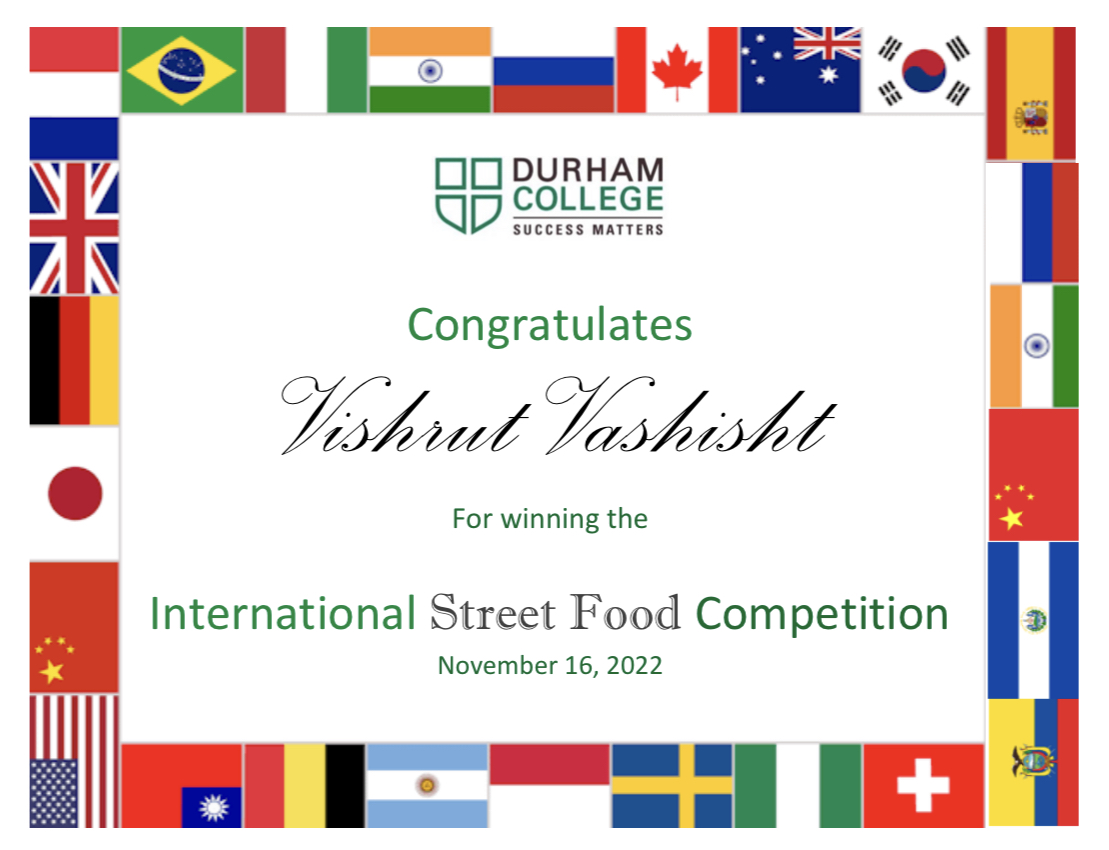 DURHAM
COLLEGE
SUCCESS MATTERS
Congratulates
Vishrut Vashisht
For winning the
International Street Food Competition
November 16, 2022